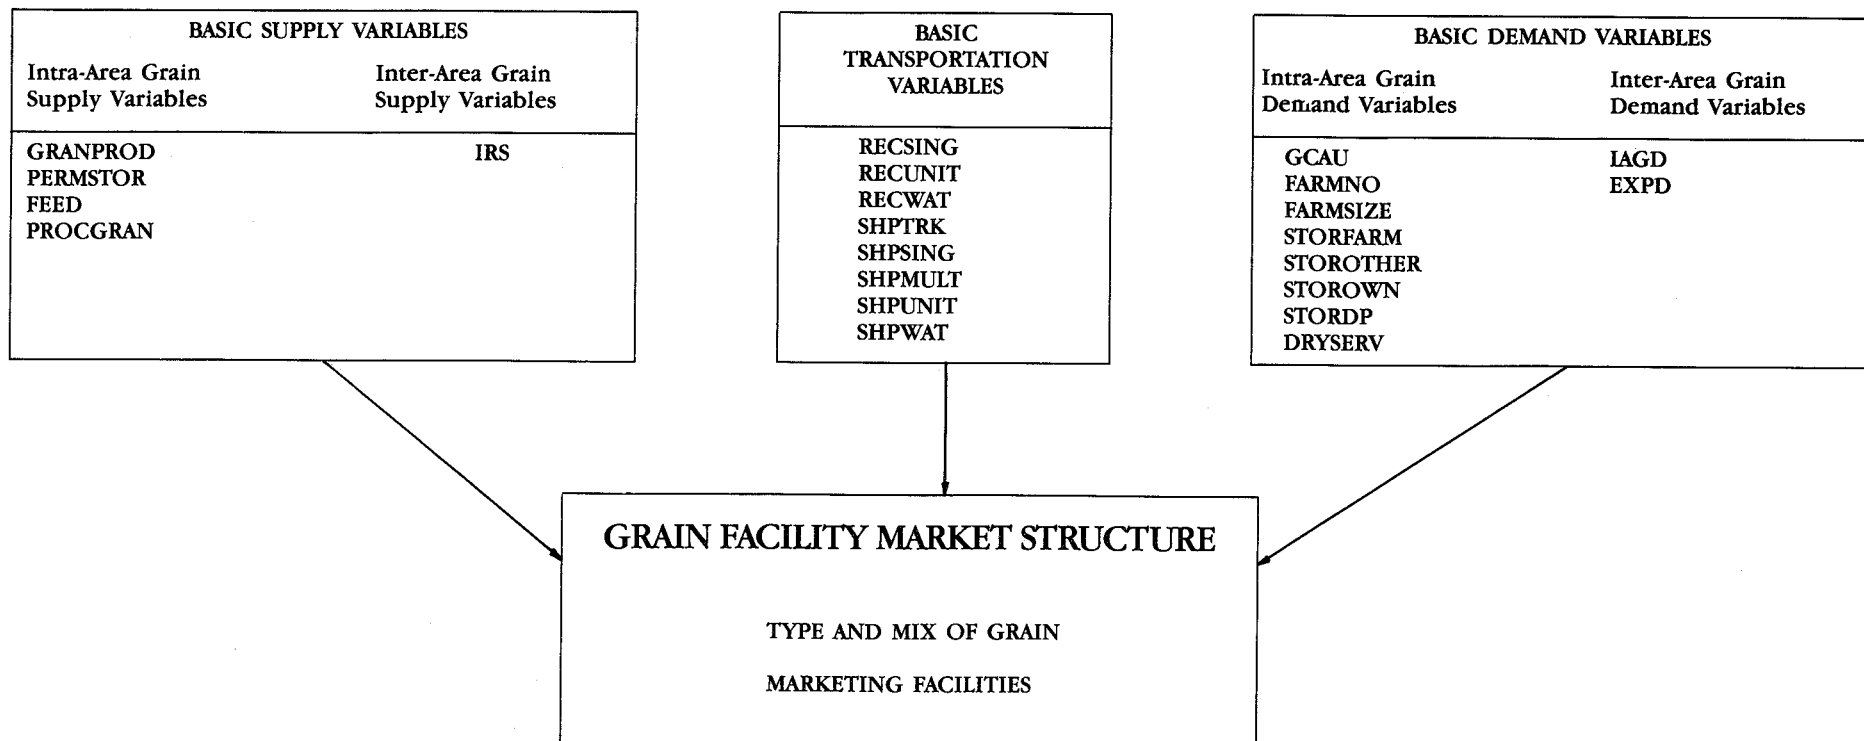 BASIC SUPPLY VARIABLES
Intra-Area Grain
Supply Variables
Inter-Area Grain
Supply Variables
GRANPROD
PERMSTOR
FEED
PROCGRAN
IRS
BASIC
TRANSPORTATION
VARIABLES
RECSING
RECUNIT
RECWAT
SHPTRK
SHPSING
SHPMULT
SHPUNIT
SHPWAT
BASIC DEMAND VARIABLES
Intra-Area Grain
Demand Variables
Inter-Area Grain
Demand Variables
GCAU
FARMNO
FARMSIZE
STORFARM
STOROTHER
STOROWN
STORDP
DRYSERV
IAGD
EXPD
GRAIN FACILITY MARKET STRUCTURE
TYPE AND MIX OF GRAIN
MARKETING FACILITIES